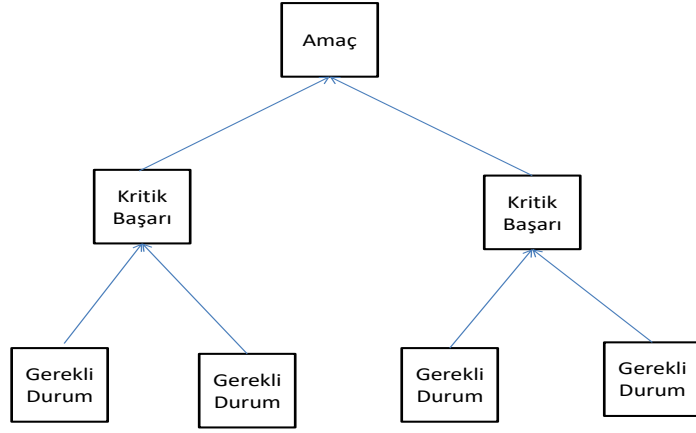 Amaç
Kritik
Başarı
Kritik
Başarı
Gerekli
Durum
Gerekli
Durum
Gerekli
Durum
Gerekli
Durum